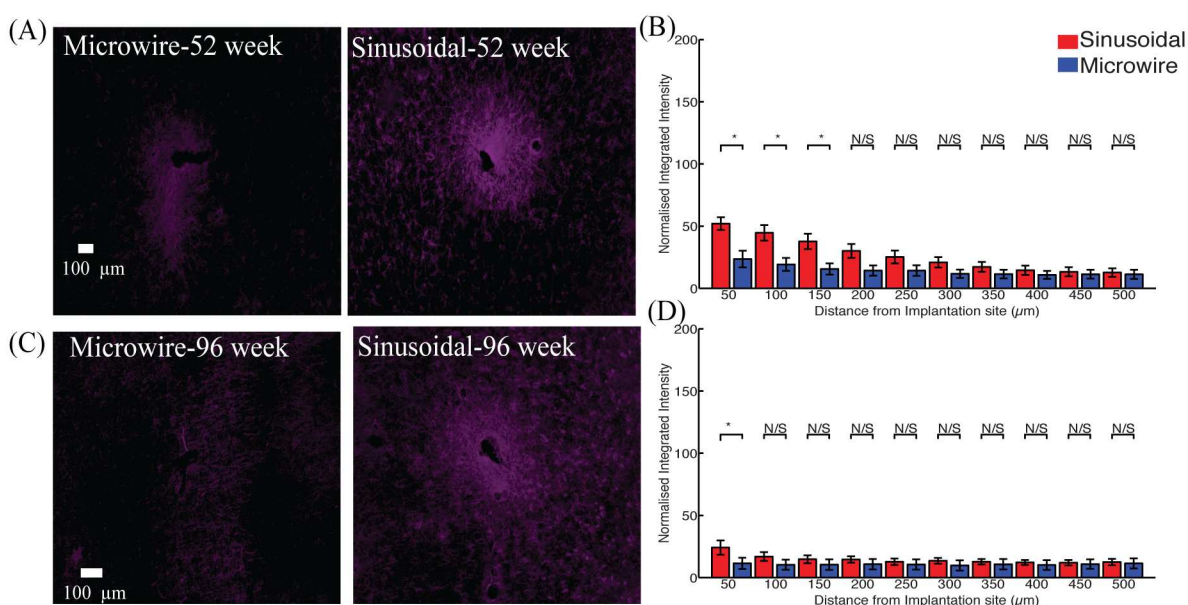 (A)
Microwire-52 week
Sinusoidal-52 week
100 µm
(B)
Sinusoidal
Microwire
200
150
100
50
0
Normalised Integrated Intensity
* * * N/S N/S N/S N/S N/S N/S N/S
50 100 150 200 250 300 350 400 450 500
Distance from Implantation site (µm)
(C)
Microwire-96 week
Sinusoidal-96 week
100 µm
(D)
200
150
100
50
0
Normalised Integrated Intensity
* N/S N/S N/S N/S N/S N/S N/S N/S N/S
50 100 150 200 250 300 350 400 450 500
Distance from Implantation site (µm)